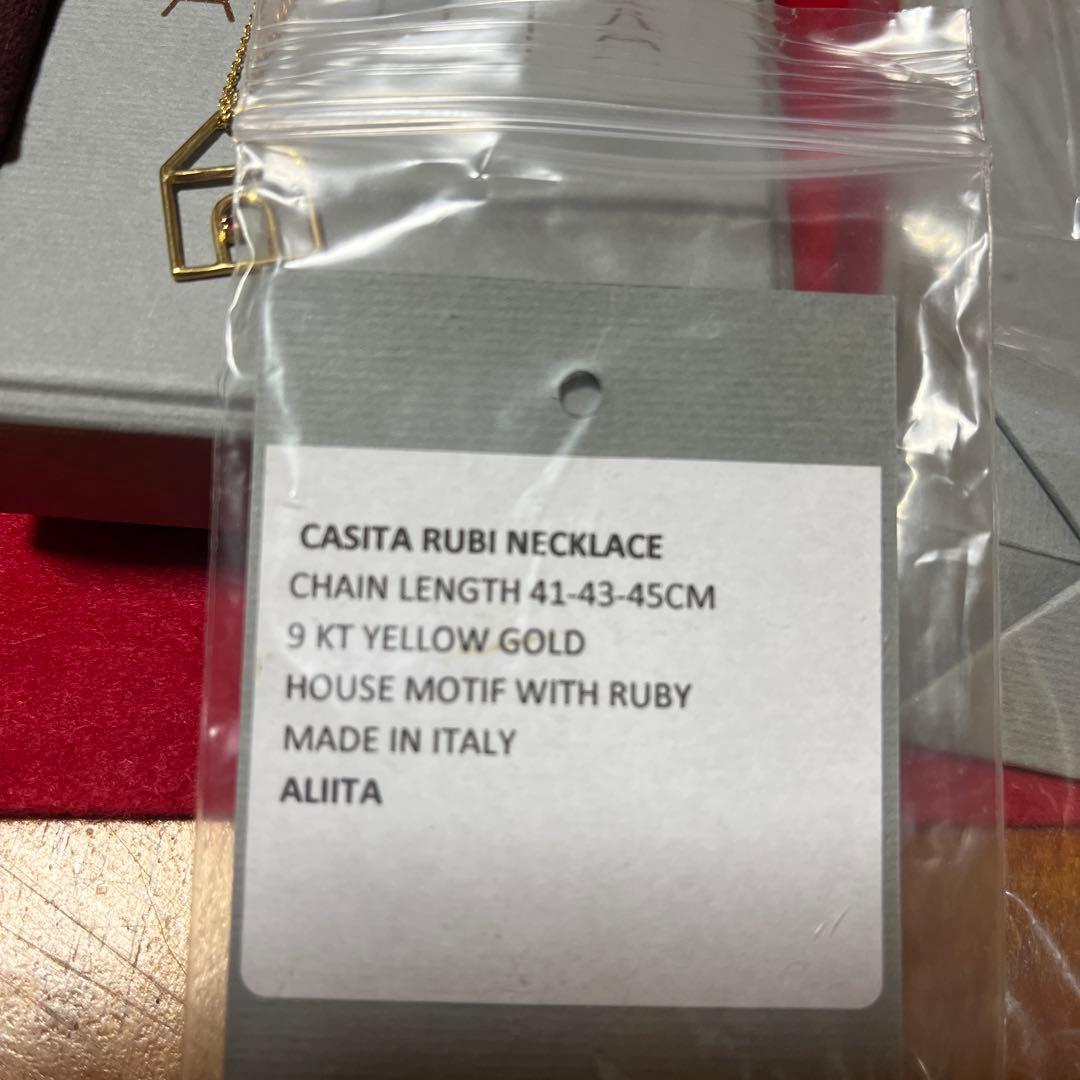 CASITA RUBI NECKLACE
CHAIN LENGTH 41-43-45CM
9 KT YELLOW GOLD
HOUSE MOTIF WITH RUBY
MADE IN ITALY
ALIITA